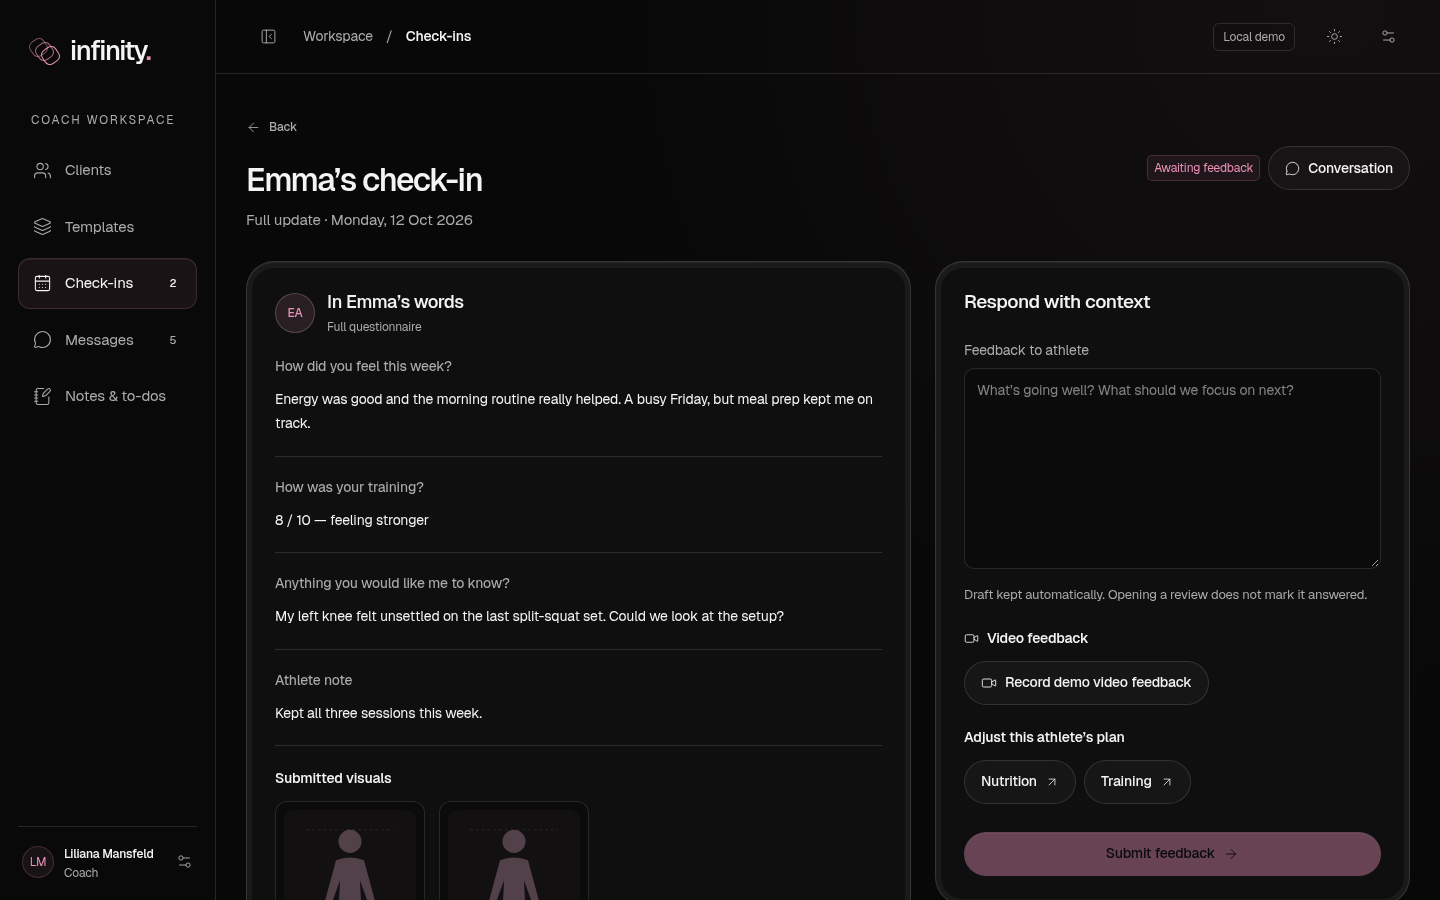 infinity.
COACH WORKSPACE
Clients
Templates
Check-ins 2
Messages 5
Notes & to-dos
LM
Liliana Mansfeld
Coach
Workspace / Check-ins
Local demo
Back
Emma's check-in
Full update · Monday, 12 Oct 2026
Awaiting feedback
Conversation
EA
In Emma's words
Full questionnaire
How did you feel this week?
Energy was good and the morning routine really helped. A busy Friday, but meal prep kept me on
track.
How was your training?
8 / 10 — feeling stronger
Anything you would like me to know?
My left knee felt unsettled on the last split-squat set. Could we look at the setup?
Athlete note
Kept all three sessions this week.
Submitted visuals
Respond with context
Feedback to athlete
What's going well? What should we focus on next?
Draft kept automatically. Opening a review does not mark it answered.
Video feedback
Record demo video feedback
Adjust this athlete's plan
Nutrition
Training
Submit feedback